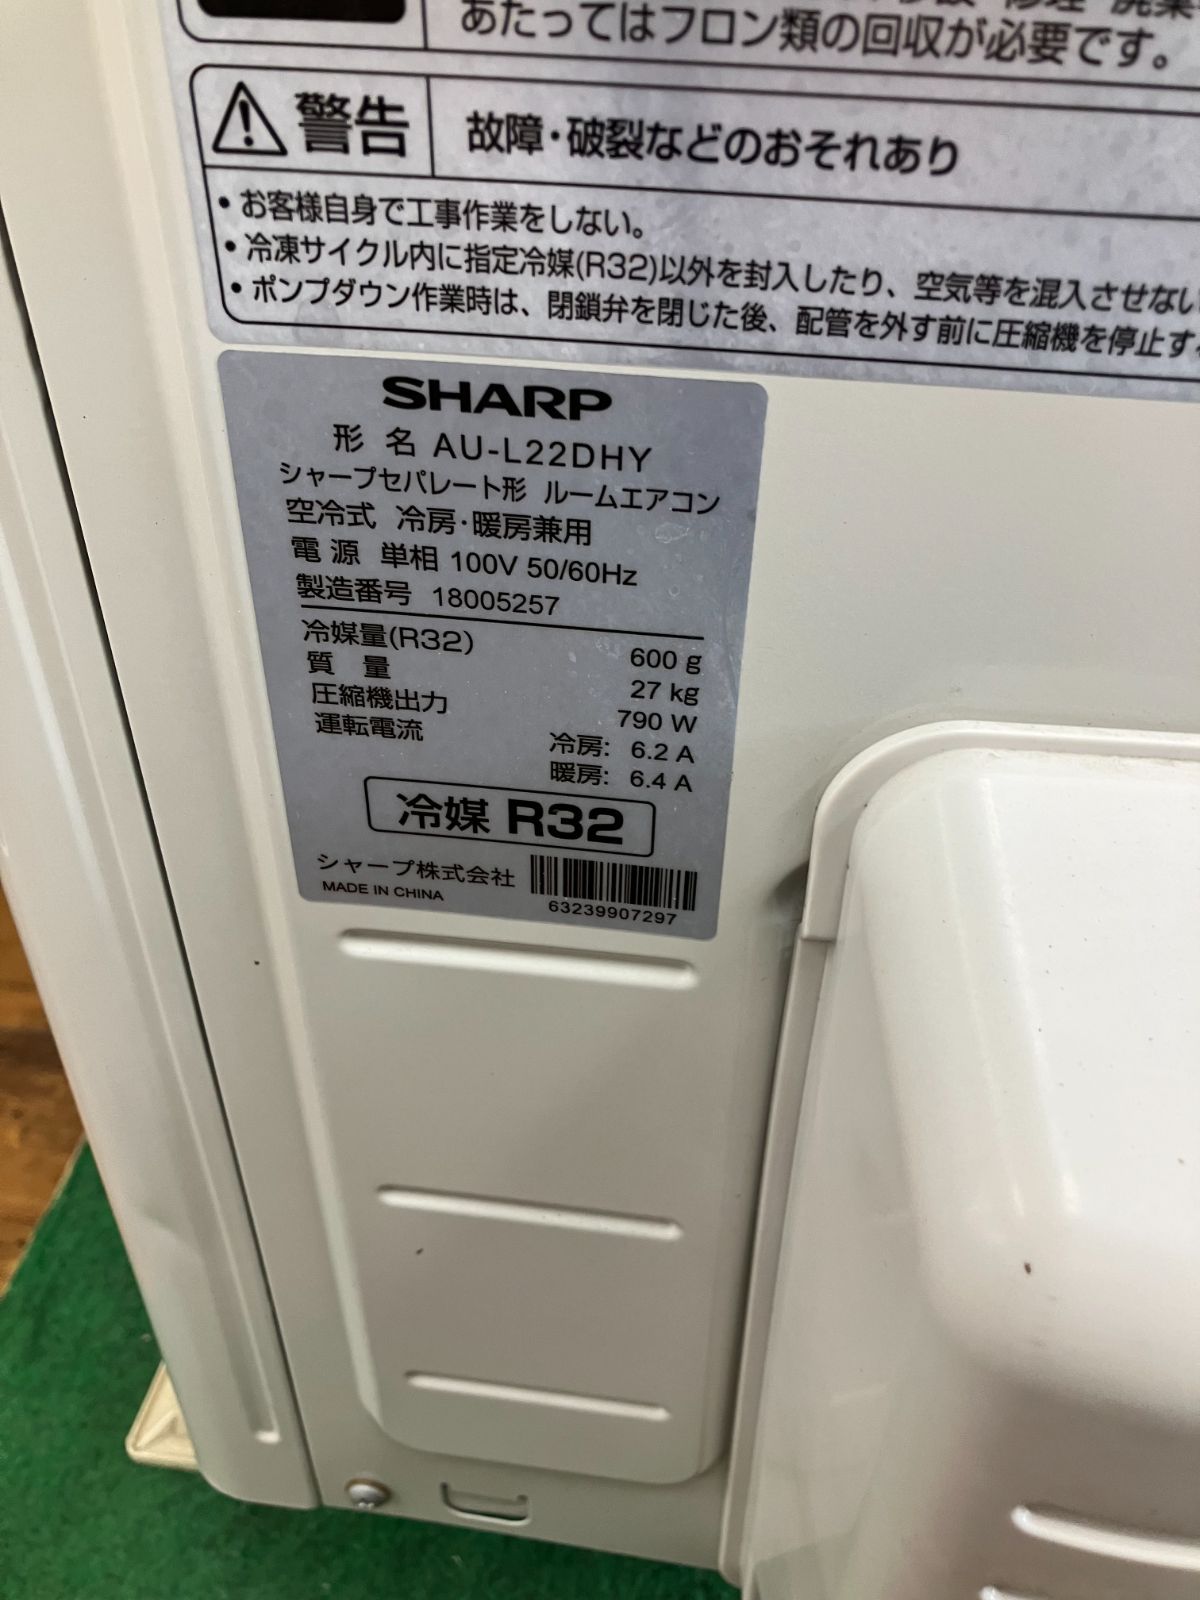 あたってはフロン類の回収が必要です。
警告 故障・破裂などのおそれあり
・お客様自身で工事作業をしない。
・冷凍サイクル内に指定冷媒(R32)以外を封入したり、空気等を混入させない
・ポンプダウン作業時は、閉鎖弁を閉じた後、配管を外す前に圧縮機を停止す
SHARP
形名 AU-L22DHY
シャープセパレート形 ルームエアコン
空冷式 冷房・暖房兼用
電源 単相 100V 50/60Hz
製造番号 18005257
冷媒量(R32) 600 g
質量 27 kg
圧縮機出力 790 W
運転電流 冷房: 6.2 A
暖房: 6.4 A
冷媒 R32
シャープ株式会社
MADE IN CHINA
63239907297